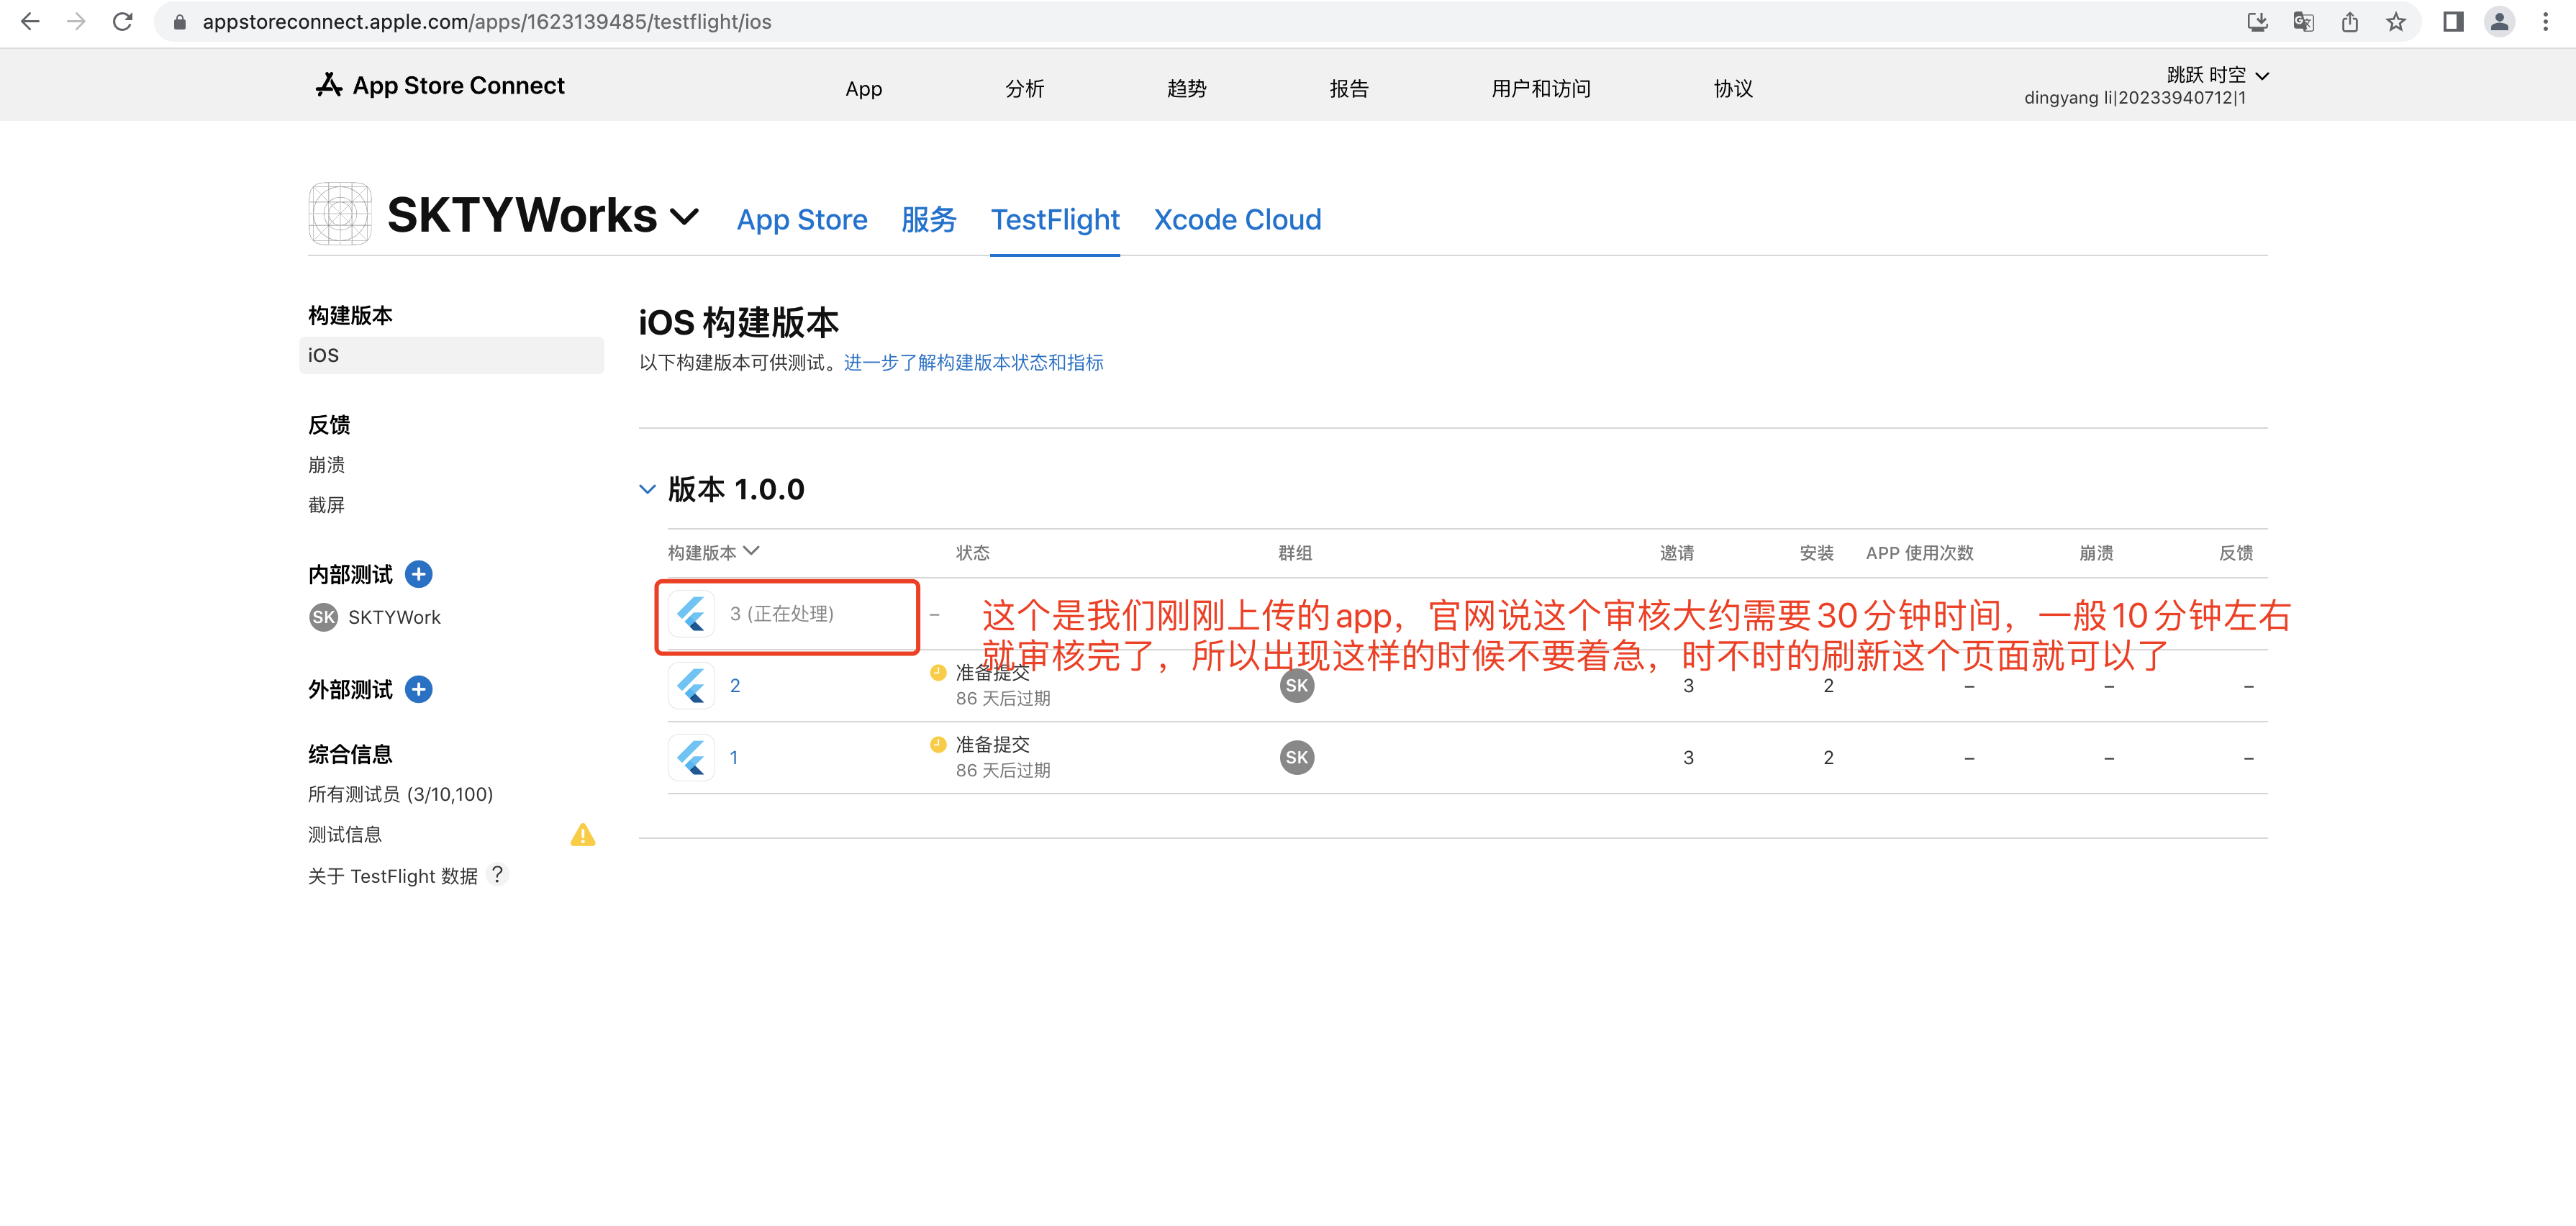 appstoreconnect.apple.com/apps/1623139485/testflight/ios
App Store Connect
App
分析
趋势
报告
用户和访问
协议
跳跃 时空
dingyang li|20233940712|1
SKTYWorks
App Store
服务
TestFlight
Xcode Cloud
构建版本
iOS
反馈
崩溃
截屏
内部测试
SK SKTYWork
外部测试
综合信息
所有测试员 (3/10,100)
测试信息
关于 TestFlight 数据 ?
iOS 构建版本
以下构建版本可供测试。进一步了解构建版本状态和指标
版本 1.0.0
构建版本 状态 群组 邀请 安装 APP 使用次数 崩溃 反馈
3 (正在处理) –
这个是我们刚刚上传的app，官网说这个审核大约需要30分钟时间，一般10分钟左右
就审核完了，所以出现这样的时候不要着急，时不时的刷新这个页面就可以了
2 准备提交 SK 3 2 – – –
86 天后过期
1 准备提交 SK 3 2 – – –
86 天后过期